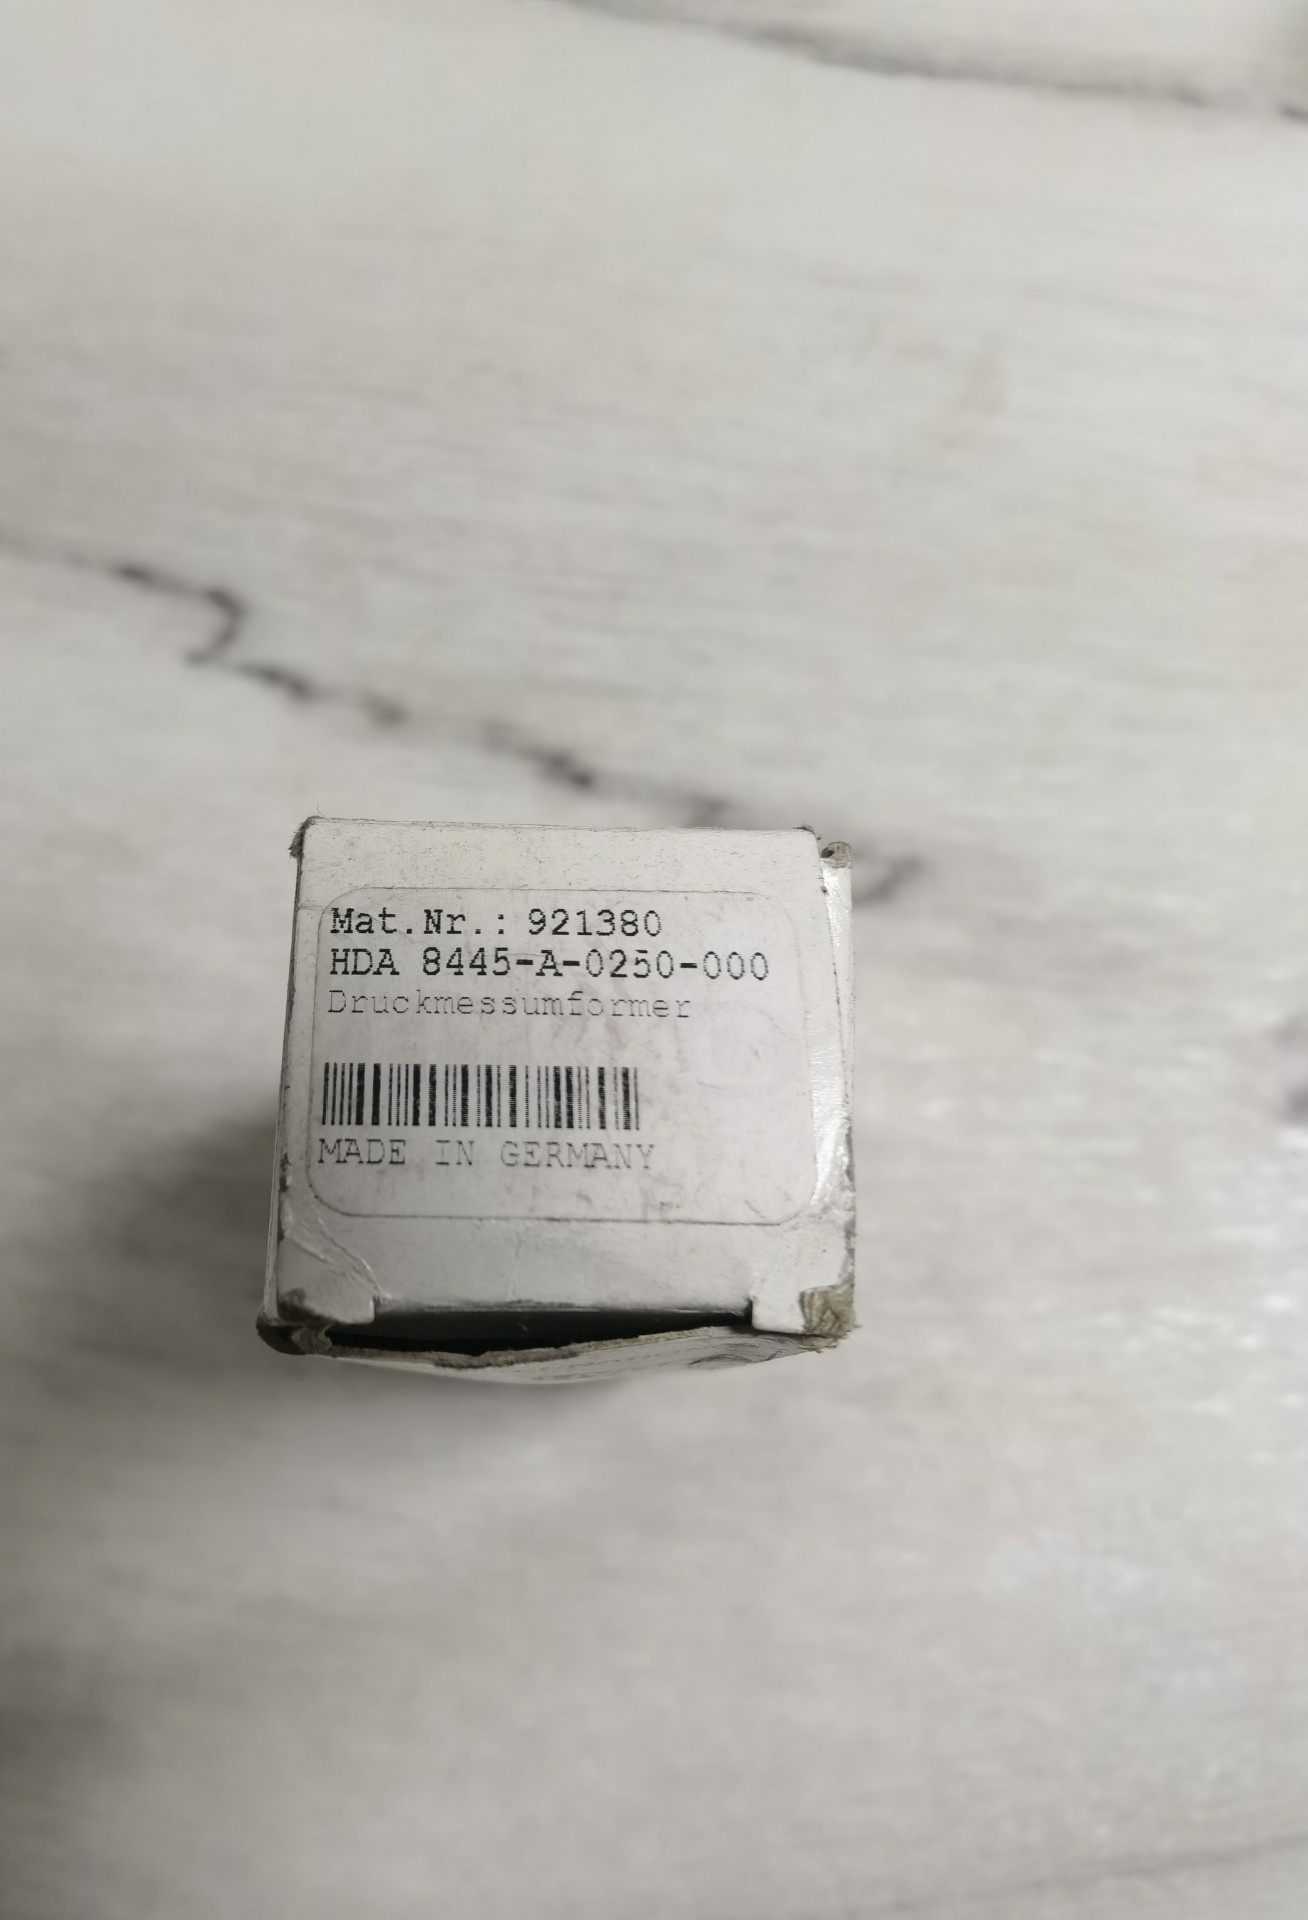 Mat.Nr.: 921380
HDA 8445-A-0250-000
Druckmessumformer
MADE IN GERMANY